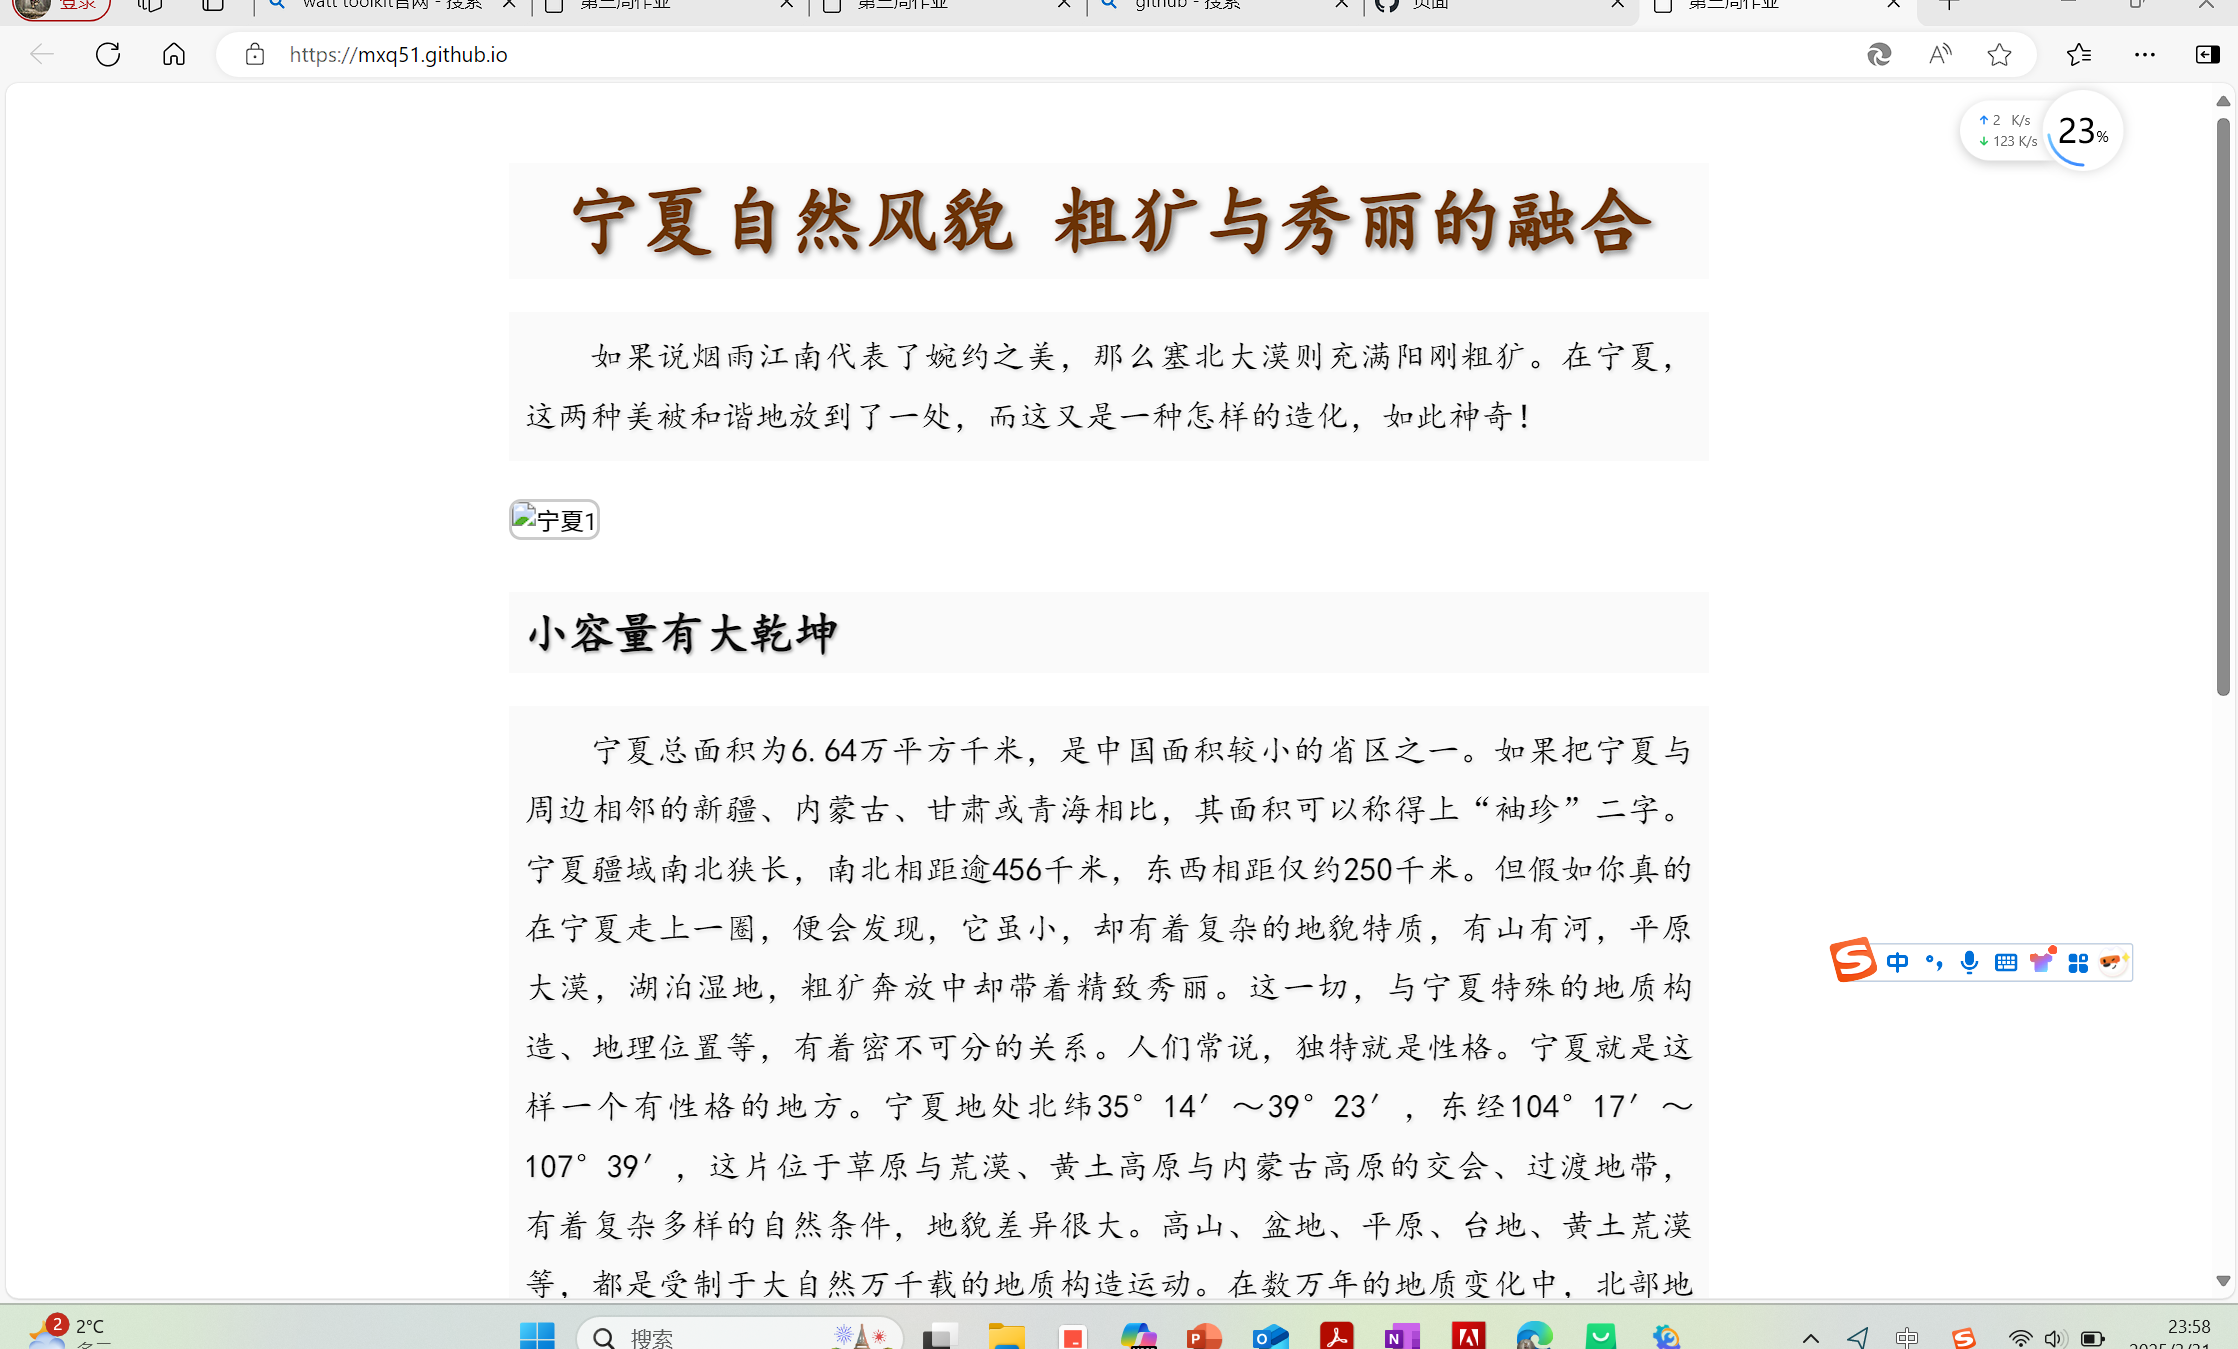 登录
watt toolkit官网 - 搜索
第三周作业
第三周作业
github - 搜索
页面
第三周作业
https://mxq51.github.io
2 K/s
123 K/s
23%
宁夏自然风貌 粗犷与秀丽的融合
如果说烟雨江南代表了婉约之美，那么塞北大漠则充满阳刚粗犷。在宁夏，
这两种美被和谐地放到了一处，而这又是一种怎样的造化，如此神奇！
宁夏1
小容量有大乾坤
宁夏总面积为6.64万平方千米，是中国面积较小的省区之一。如果把宁夏与
周边相邻的新疆、内蒙古、甘肃或青海相比，其面积可以称得上“袖珍”二字。
宁夏疆域南北狭长，南北相距逾456千米，东西相距仅约250千米。但假如你真的
在宁夏走上一圈，便会发现，它虽小，却有着复杂的地貌特质，有山有河，平原
大漠，湖泊湿地，粗犷奔放中却带着精致秀丽。这一切，与宁夏特殊的地质构
造、地理位置等，有着密不可分的关系。人们常说，独特就是性格。宁夏就是这
样一个有性格的地方。宁夏地处北纬35°14′～39°23′，东经104°17′～
107°39′，这片位于草原与荒漠、黄土高原与内蒙古高原的交会、过渡地带，
有着复杂多样的自然条件，地貌差异很大。高山、盆地、平原、台地、黄土荒漠
等，都是受制于大自然万千载的地质构造运动。在数万年的地质变化中，北部地
中
2
2°C
搜索
中
23:58
2025/3/21